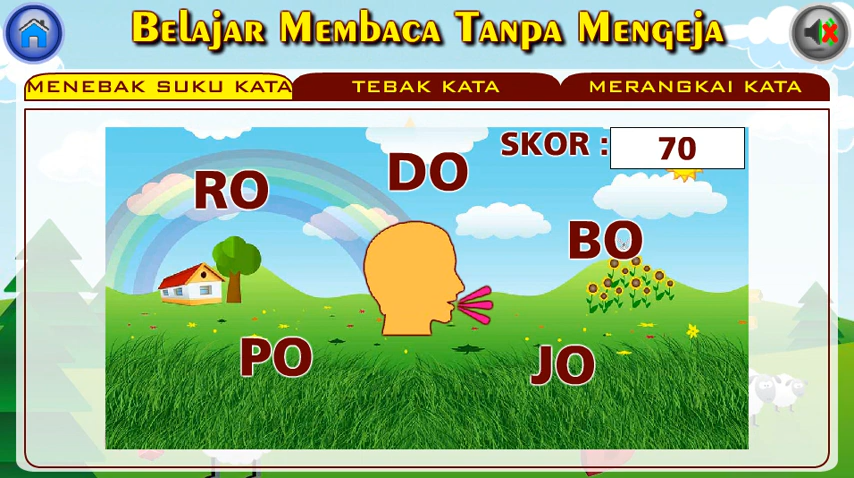 Belajar Membaca Tanpa Mengeja
MENEBAK SUKU KATA
TEBAK KATA
MERANGKAI KATA
SKOR : 70
RO
DO
BO
PO
JO